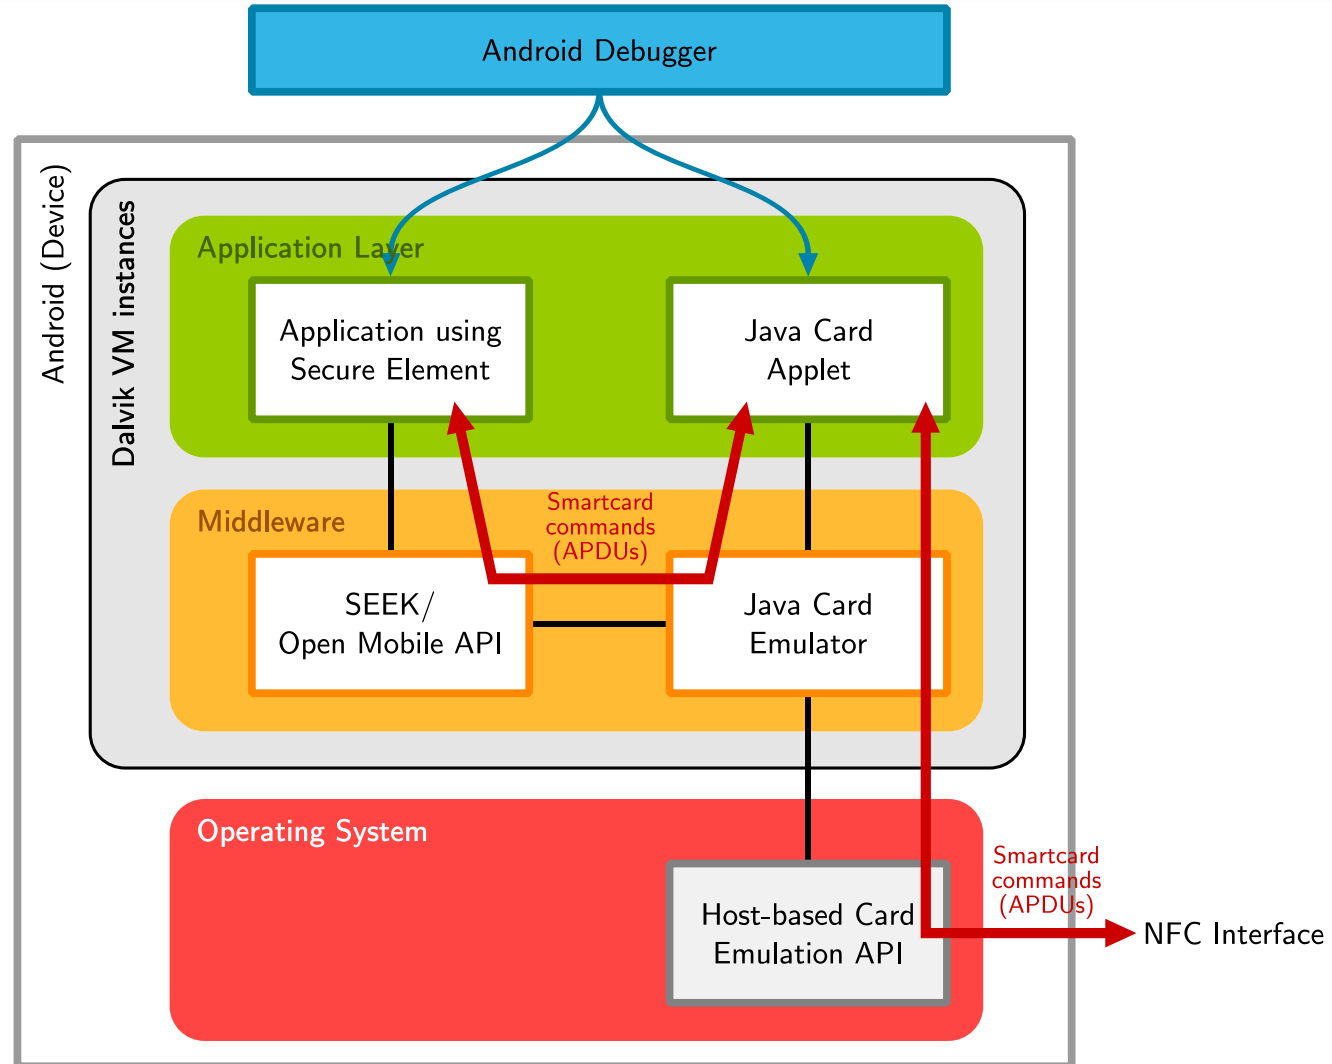 Android Debugger
Android (Device)
Dalvik VM instances
Application Layer
Application using
Secure Element
Java Card
Applet
Middleware
Smartcard
commands
(APDUs)
SEEK/
Open Mobile API
Java Card
Emulator
Operating System
Host-based Card
Emulation API
Smartcard
commands
(APDUs)
NFC Interface